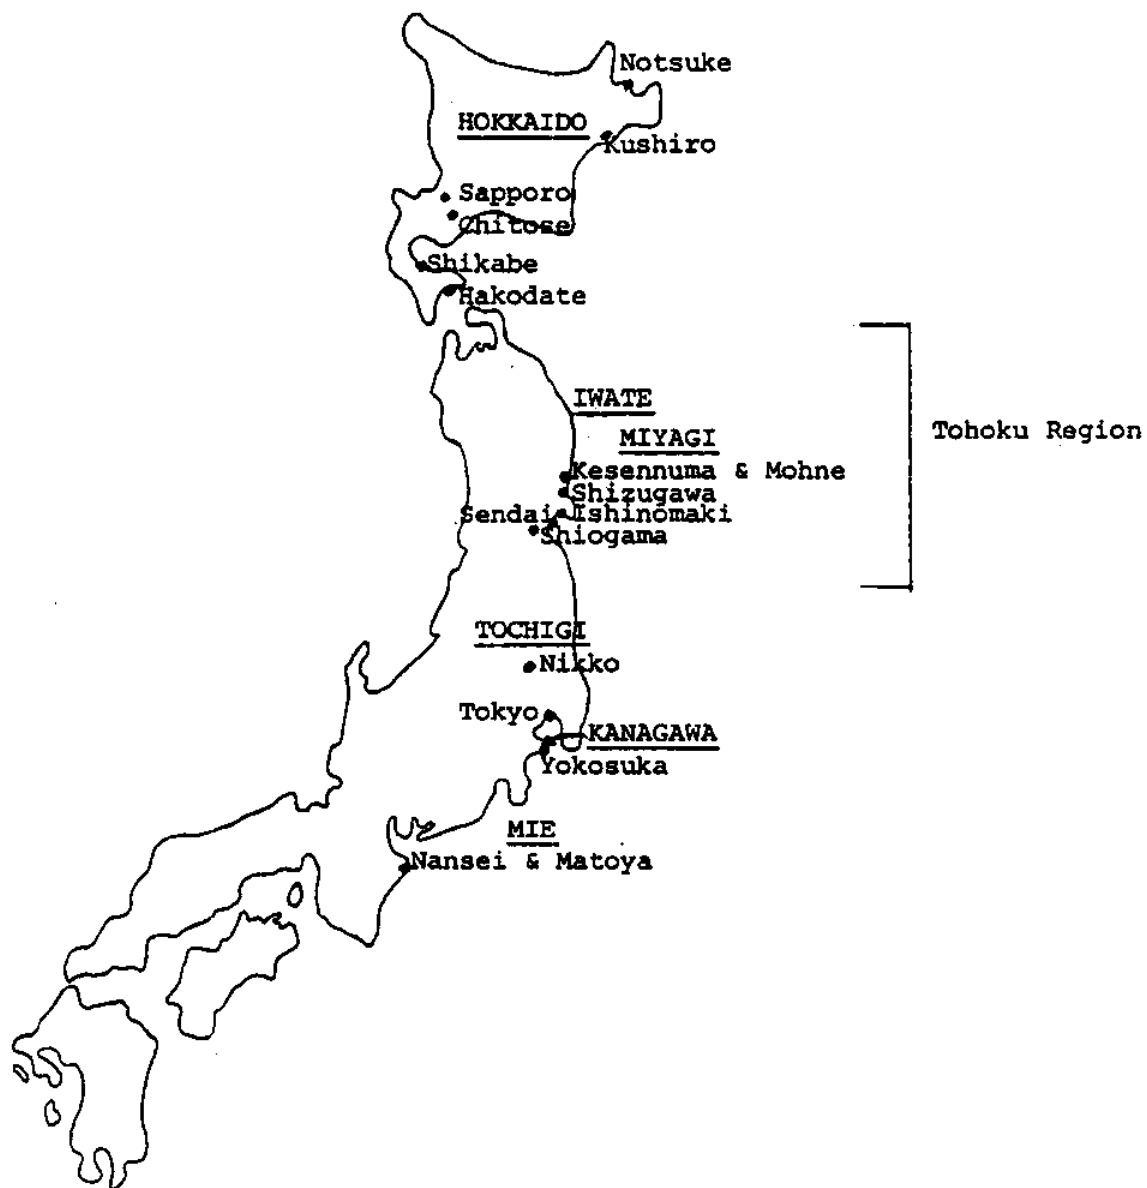 Notsuke
HOKKAIDO
Kushiro
Sapporo
Chitose
Shikabe
Hakodate
IWATE
MIYAGI
Tohoku Region
Kesennuma & Mohne
Shizugawa
Sendai Ishinomaki
Shiogama
TOCHIGI
Nikko
Tokyo
KANAGAWA
Yokosuka
MIE
Nansei & Matoya